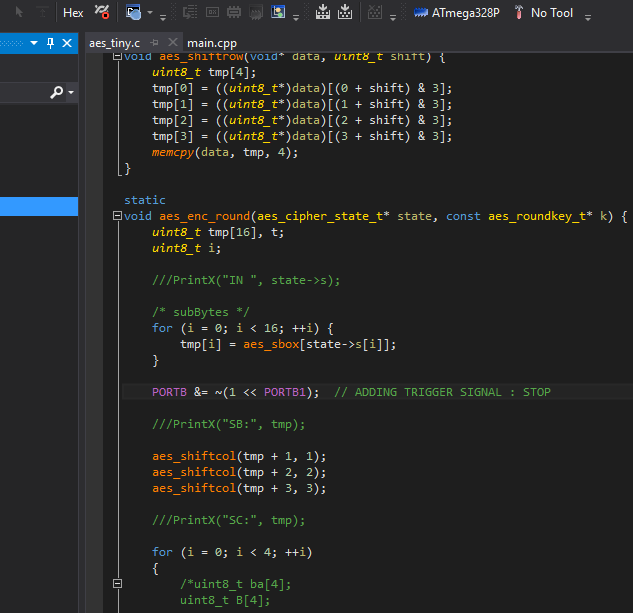 Hex
ATmega328P
No Tool
aes_tiny.c
main.cpp
void aes_shiftrow(void* data, uint8_t shift) {
uint8_t tmp[4];
tmp[0] = ((uint8_t*)data)[(0 + shift) & 3];
tmp[1] = ((uint8_t*)data)[(1 + shift) & 3];
tmp[2] = ((uint8_t*)data)[(2 + shift) & 3];
tmp[3] = ((uint8_t*)data)[(3 + shift) & 3];
memcpy(data, tmp, 4);
}
static
void aes_enc_round(aes_cipher_state_t* state, const aes_roundkey_t* k) {
uint8_t tmp[16], t;
uint8_t i;
///PrintX("IN ", state->s);
/* subBytes */
for (i = 0; i < 16; ++i) {
tmp[i] = aes_sbox[state->s[i]];
}
PORTB &= ~(1 << PORTB1);  // ADDING TRIGGER SIGNAL : STOP
///PrintX("SB:", tmp);
aes_shiftcol(tmp + 1, 1);
aes_shiftcol(tmp + 2, 2);
aes_shiftcol(tmp + 3, 3);
///PrintX("SC:", tmp);
for (i = 0; i < 4; ++i)
{
/*uint8_t ba[4];
uint8_t B[4];